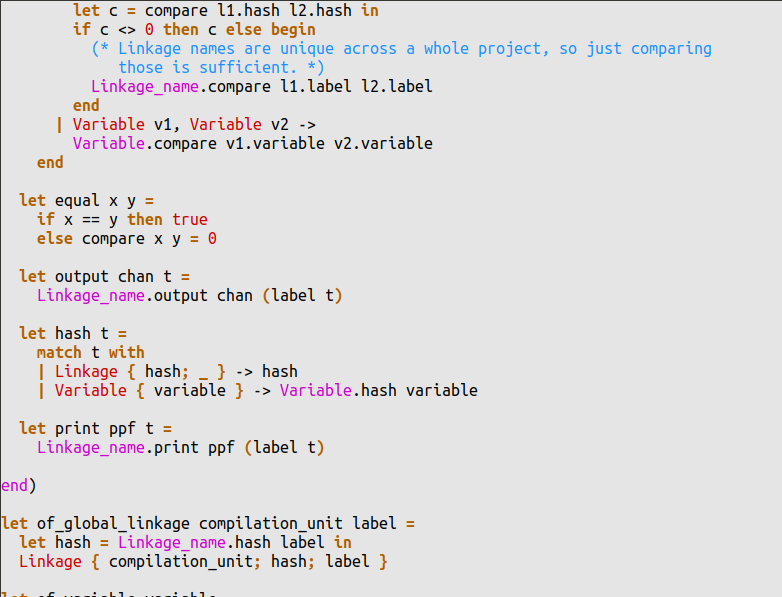 let c = compare l1.hash l2.hash in
if c <> 0 then c else begin
(* Linkage names are unique across a whole project, so just comparing
those is sufficient. *)
Linkage_name.compare l1.label l2.label
end
| Variable v1, Variable v2 ->
Variable.compare v1.variable v2.variable
end
let equal x y =
if x == y then true
else compare x y = 0
let output chan t =
Linkage_name.output chan (label t)
let hash t =
match t with
| Linkage { hash; _ } -> hash
| Variable { variable } -> Variable.hash variable
let print ppf t =
Linkage_name.print ppf (label t)
end)
let of_global_linkage compilation_unit label =
let hash = Linkage_name.hash label in
Linkage { compilation_unit; hash; label }
let of_variable variable